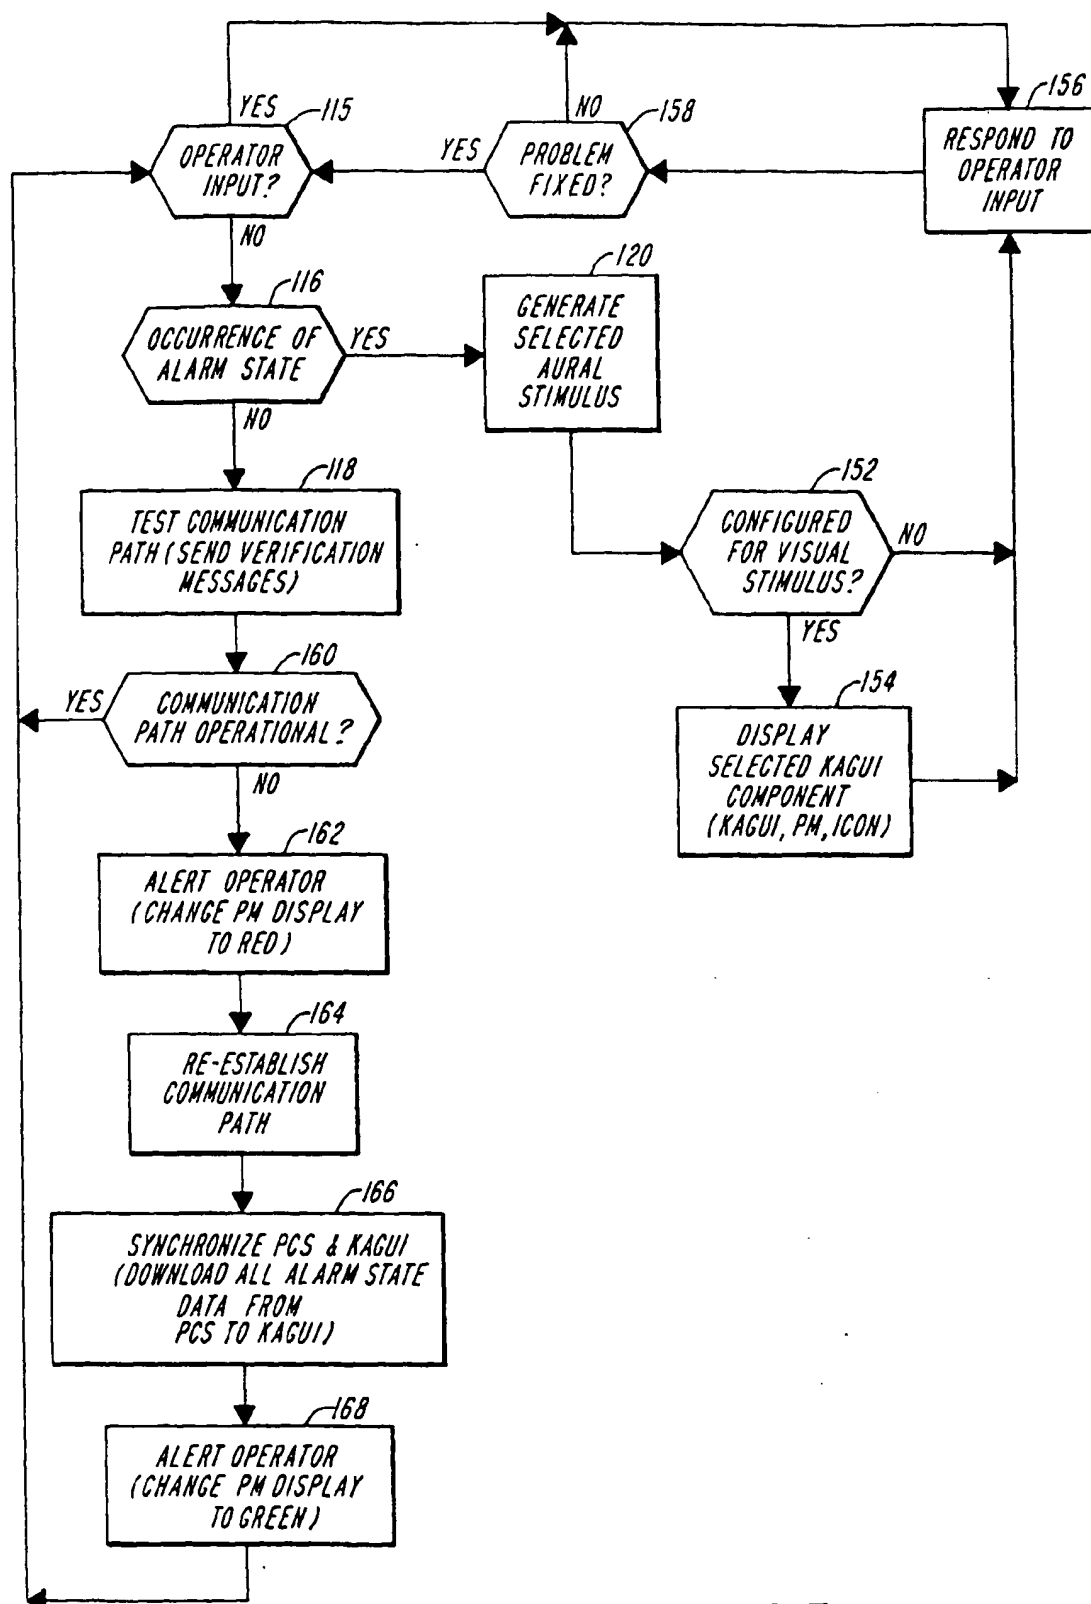 YES
115
OPERATOR
INPUT?
NO
YES
NO
158
PROBLEM
FIXED?
156
RESPOND TO
OPERATOR
INPUT
116
OCCURRENCE OF
ALARM STATE
YES
NO
120
GENERATE
SELECTED
AURAL
STIMULUS
118
TEST COMMUNICATION
PATH (SEND VERIFICATION
MESSAGES)
152
CONFIGURED
FOR VISUAL
STIMULUS?
NO
YES
160
YES
COMMUNICATION
PATH OPERATIONAL?
NO
154
DISPLAY
SELECTED KAGUI
COMPONENT
(KAGUI, PM, ICON)
162
ALERT OPERATOR
(CHANGE PM DISPLAY
TO RED)
164
RE-ESTABLISH
COMMUNICATION
PATH
166
SYNCHRONIZE PCS & KAGUI
(DOWNLOAD ALL ALARM STATE
DATA FROM
PCS TO KAGUI)
168
ALERT OPERATOR
(CHANGE PM DISPLAY
TO GREEN)